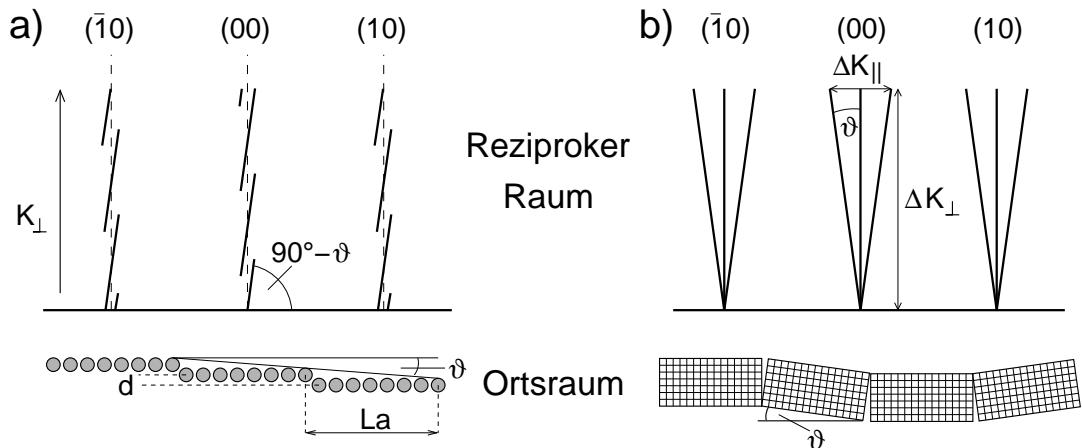 a)
(1̄0)
(00)
(10)
K⊥
90°−ϑ
d
La
ϑ
Reziproker
Raum
Ortsraum
b)
(1̄0)
(00)
(10)
ΔK∥
ϑ
ΔK⊥
ϑ